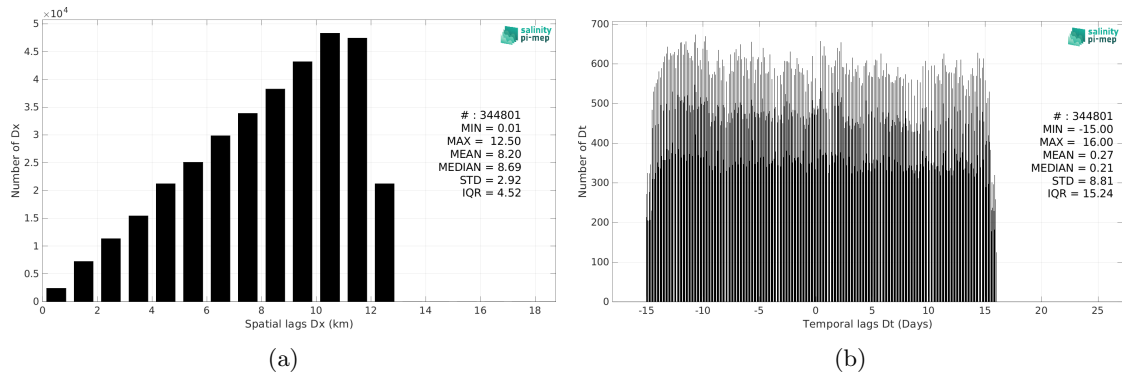 ×10⁴
5
4.5
4
3.5
3
2.5
2
1.5
1
0.5
0
Number of Dx
0 2 4 6 8 10 12 14 16 18
Spatial lags Dx (km)
salinity
pi-mep
# : 344801
MIN = 0.01
MAX = 12.50
MEAN = 8.20
MEDIAN = 8.69
STD = 2.92
IQR = 4.52
(a)
700
600
500
400
300
200
100
0
Number of Dt
-15 -10 -5 0 5 10 15 20 25
Temporal lags Dt (Days)
salinity
pi-mep
# : 344801
MIN = -15.00
MAX = 16.00
MEAN = 0.27
MEDIAN = 0.21
STD = 8.81
IQR = 15.24
(b)